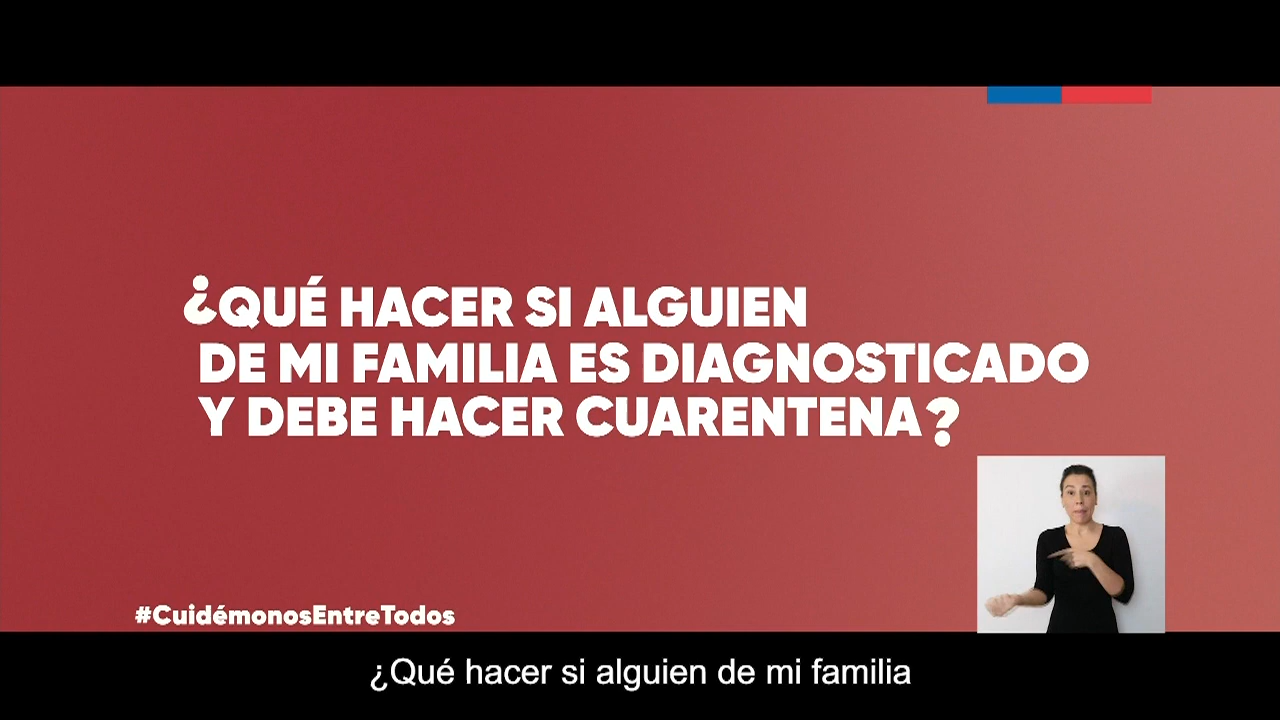 ¿QUÉ HACER SI ALGUIEN
DE MI FAMILIA ES DIAGNOSTICADO
Y DEBE HACER CUARENTENA?
#CuidémonosEntreTodos
¿Qué hacer si alguien de mi familia